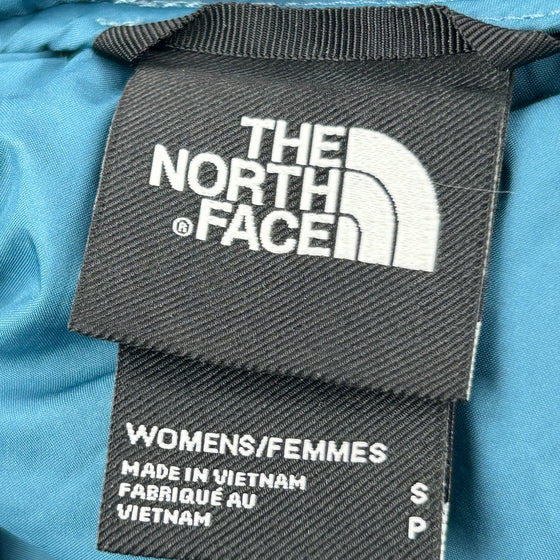 THE
NORTH
® FACE
WOMENS/FEMMES
MADE IN VIETNAM
FABRIQUÉ AU
VIETNAM
S
P